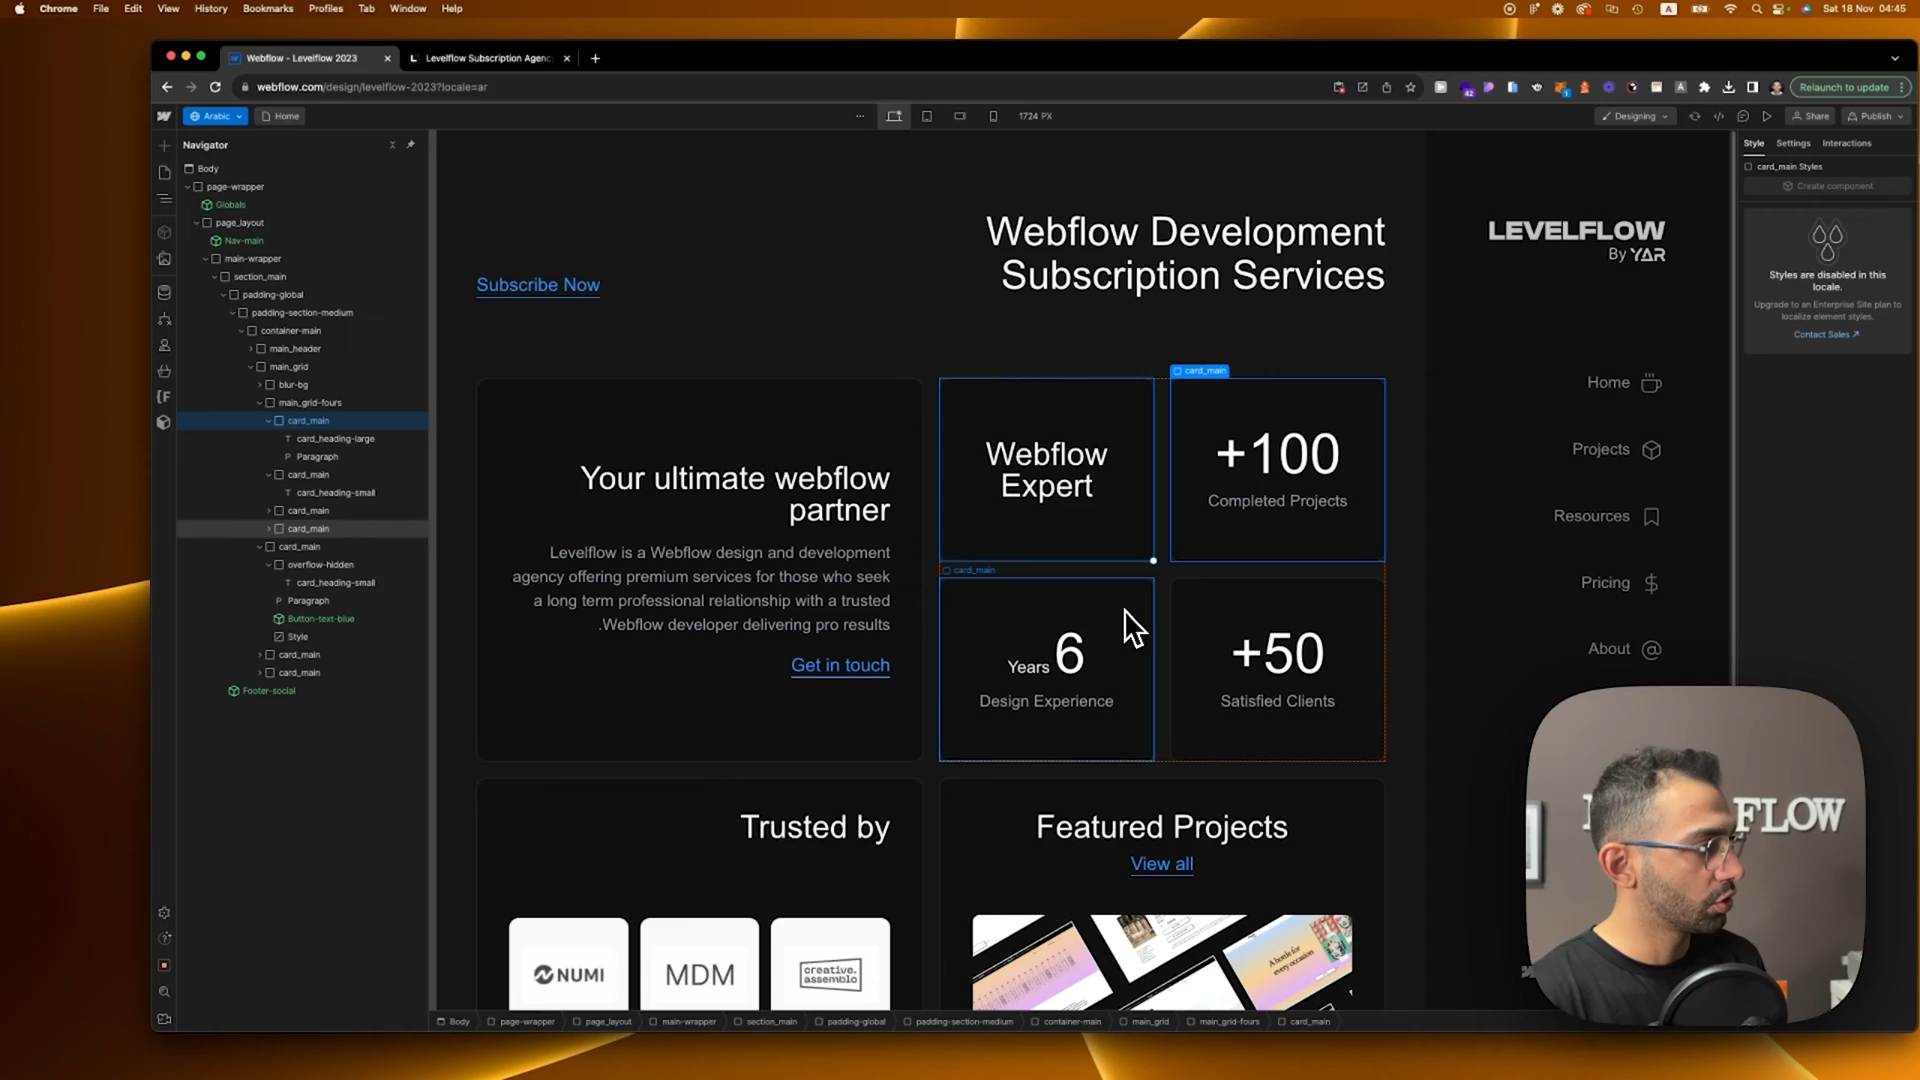 Chrome File Edit View History Bookmarks Profiles Tab Window Help
A
Sat 18 Nov 04:45
Webflow - Levelflow 2023
Levelflow Subscription Agenc
webflow.com/design/levelflow-2023?locale=ar
42
1
Relaunch to update
Arabic
Home
1724 PX
Designing
Share
Publish
Navigator
Body
page-wrapper
Globals
page_layout
Nav-main
main-wrapper
section_main
padding-global
padding-section-medium
container-main
main_header
main_grid
blur-bg
main_grid-fours
card_main
card_heading-large
Paragraph
card_main
card_heading-small
card_main
card_main
card_main
overflow-hidden
card_heading-small
Paragraph
Button-text-blue
Style
card_main
card_main
Footer-social
Webflow Development
Subscription Services
Subscribe Now
LEVELFLOW
By YAR
Home
Projects
Resources
Pricing
About
Your ultimate webflow
partner
Levelflow is a Webflow design and development
agency offering premium services for those who seek
a long term professional relationship with a trusted
.Webflow developer delivering pro results
Get in touch
card_main
Webflow
Expert
+100
Completed Projects
card_main
Years 6
Design Experience
+50
Satisfied Clients
Trusted by
NUMI
MDM
creative.
assemblo
Featured Projects
View all
A bottle for
every occasion
Style Settings Interactions
card_main Styles
Create component
Styles are disabled in this
locale.
Upgrade to an Enterprise Site plan to
localize element styles.
Contact Sales
FLOW
Body page-wrapper page_layout main-wrapper section_main padding-global padding-section-medium container-main main_grid main_grid-fours card_main